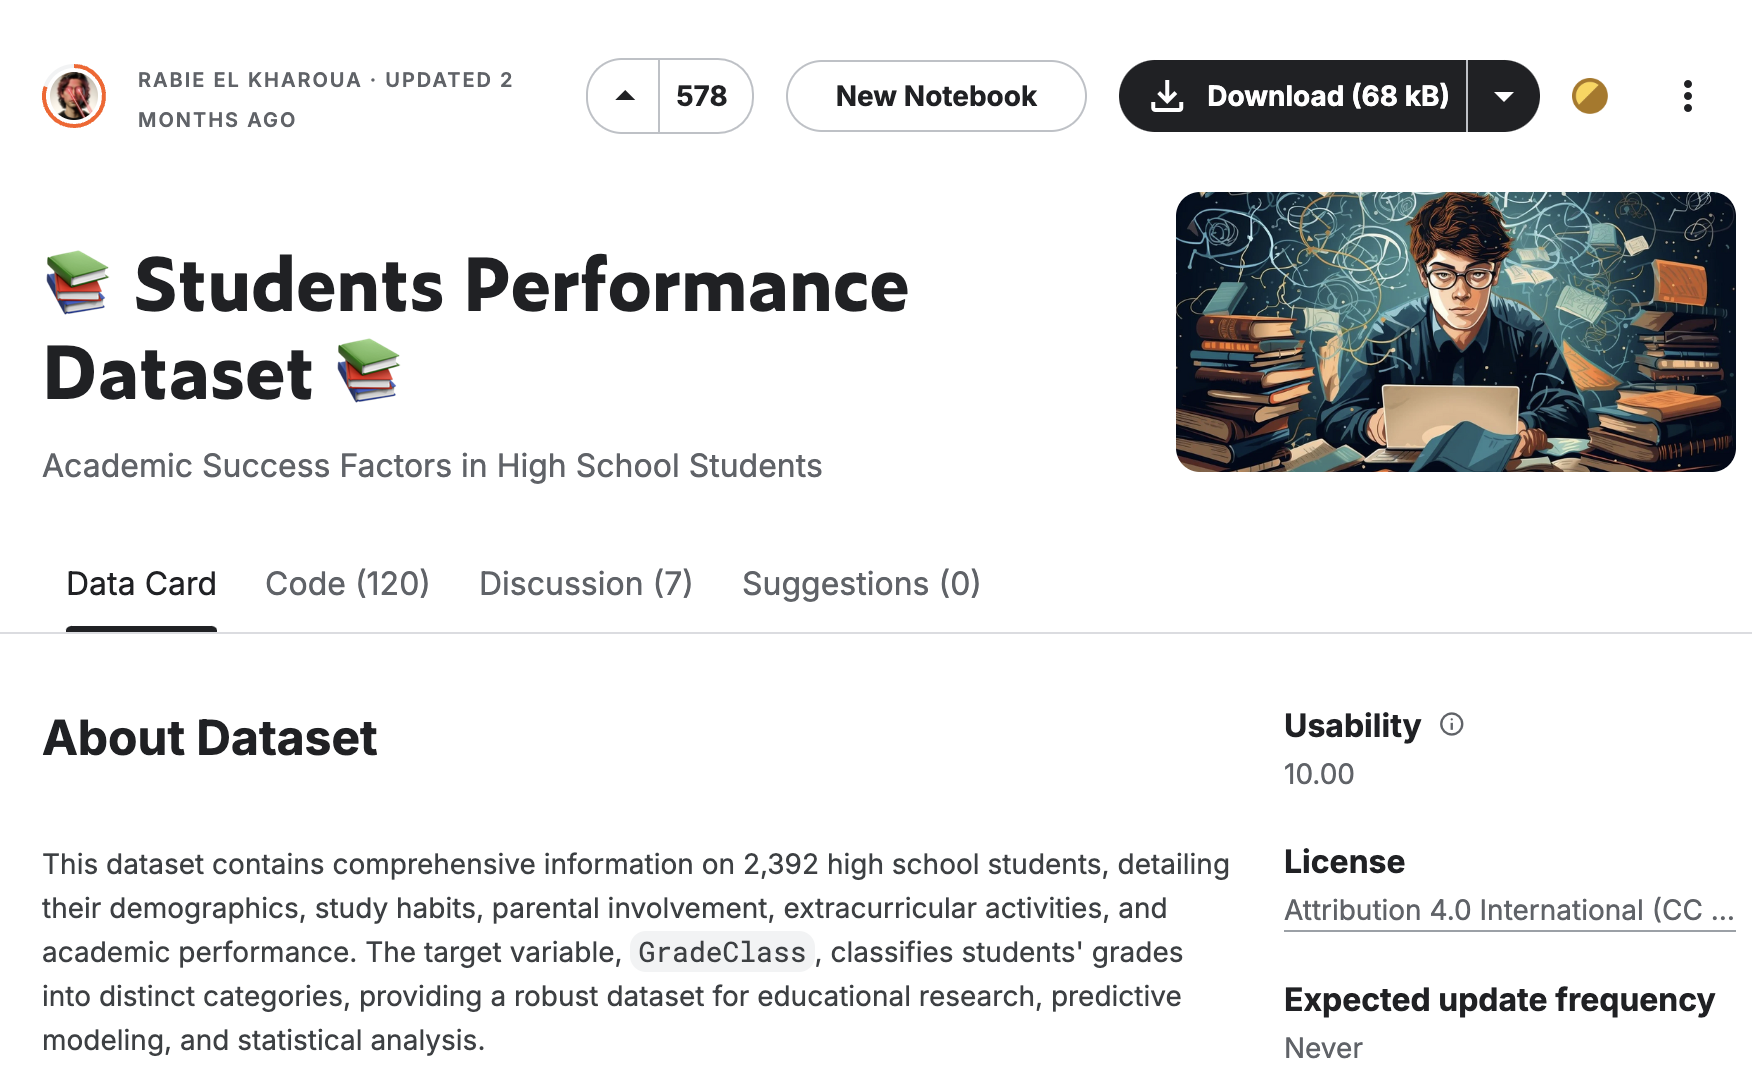 RABIE EL KHAROUA · UPDATED 2
MONTHS AGO
578
New Notebook
Download (68 kB)
📚 Students Performance
Dataset 📚
Academic Success Factors in High School Students
Data Card
Code (120)
Discussion (7)
Suggestions (0)
About Dataset
This dataset contains comprehensive information on 2,392 high school students, detailing
their demographics, study habits, parental involvement, extracurricular activities, and
academic performance. The target variable, GradeClass, classifies students' grades
into distinct categories, providing a robust dataset for educational research, predictive
modeling, and statistical analysis.
Usability
10.00
License
Attribution 4.0 International (CC ...
Expected update frequency
Never